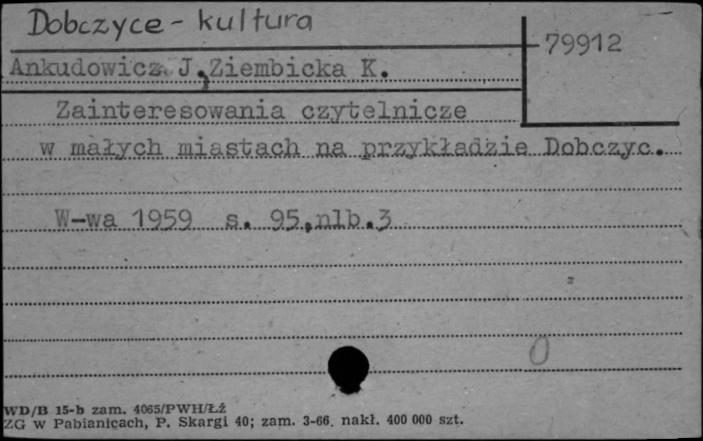 Dobczyce - kultura
79912
Ankudowicz J., Ziembicka K.
Zainteresowania czytelnicze
w małych miastach na przykładzie Dobczyc.
W-wa 1959 s. 95, nlb. 3
0
WD/B 15-b zam. 4065/PWH/Łź
ZG w Pabianicach, P. Skargi 40; zam. 3-66. nakł. 400 000 szt.